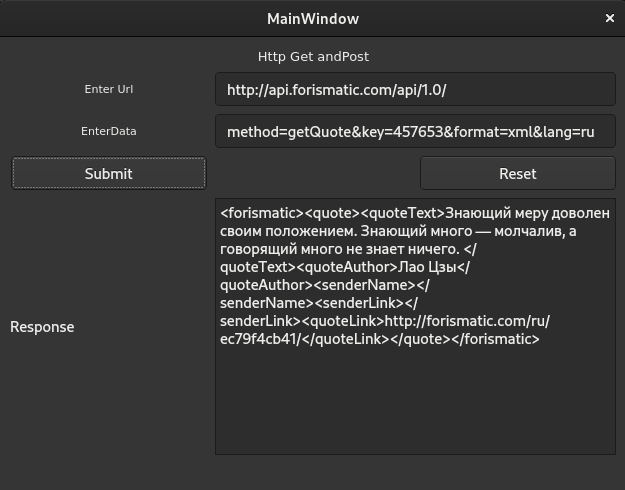 MainWindow ×
Http Get andPost
Enter Url http://api.forismatic.com/api/1.0/
EnterData method=getQuote&key=457653&format=xml&lang=ru
Submit Reset
<forismatic><quote><quoteText>Знающий меру доволен
своим положением. Знающий много — молчалив, а
говорящий много не знает ничего. </
quoteText><quoteAuthor>Лао Цзы</
quoteAuthor><senderName></
senderName><senderLink></
senderLink><quoteLink>http://forismatic.com/ru/
ec79f4cb41/</quoteLink></quote></forismatic>
Response